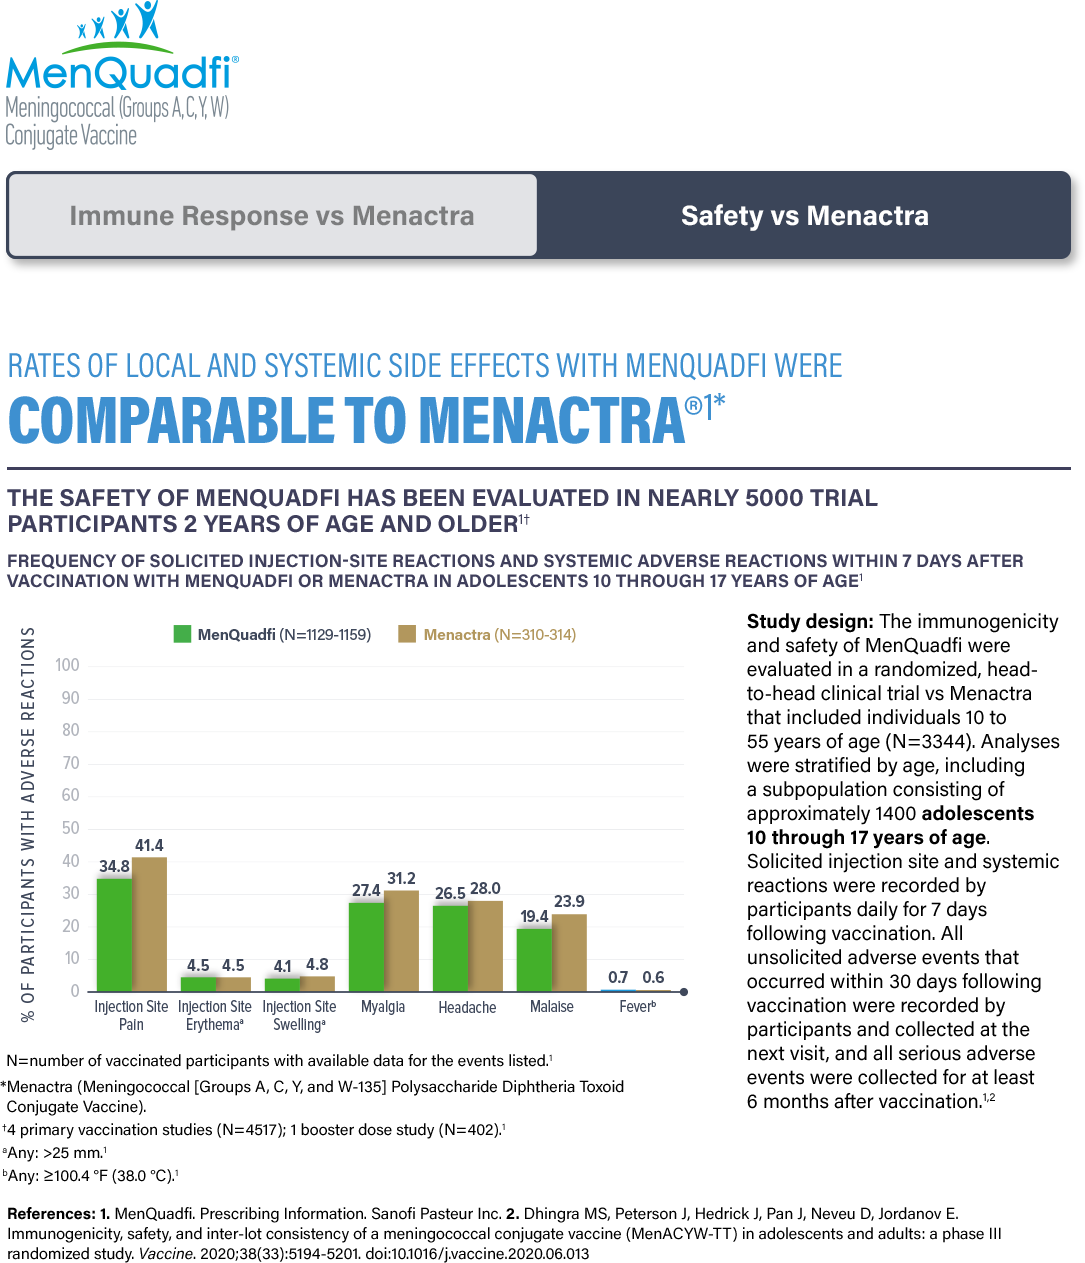 MenQuadfi®
Meningococcal (Groups A, C, Y, W)
Conjugate Vaccine
Immune Response vs Menactra
Safety vs Menactra
RATES OF LOCAL AND SYSTEMIC SIDE EFFECTS WITH MENQUADFI WERE
COMPARABLE TO MENACTRA®1*
THE SAFETY OF MENQUADFI HAS BEEN EVALUATED IN NEARLY 5000 TRIAL
PARTICIPANTS 2 YEARS OF AGE AND OLDER1†
FREQUENCY OF SOLICITED INJECTION-SITE REACTIONS AND SYSTEMIC ADVERSE REACTIONS WITHIN 7 DAYS AFTER
VACCINATION WITH MENQUADFI OR MENACTRA IN ADOLESCENTS 10 THROUGH 17 YEARS OF AGE1
% OF PARTICIPANTS WITH ADVERSE REACTIONS
MenQuadfi (N=1129-1159) Menactra (N=310-314)
100
90
80
70
60
50
40
30
20
10
0
34.8 41.4
4.5 4.5
4.1 4.8
27.4 31.2
26.5 28.0
19.4 23.9
0.7 0.6
Injection Site
Pain
Injection Site
Erythemaa
Injection Site
Swellinga
Myalgia
Headache
Malaise
Feverb
Study design: The immunogenicity
and safety of MenQuadfi were
evaluated in a randomized, head-
to-head clinical trial vs Menactra
that included individuals 10 to
55 years of age (N=3344). Analyses
were stratified by age, including
a subpopulation consisting of
approximately 1400 adolescents
10 through 17 years of age.
Solicited injection site and systemic
reactions were recorded by
participants daily for 7 days
following vaccination. All
unsolicited adverse events that
occurred within 30 days following
vaccination were recorded by
participants and collected at the
next visit, and all serious adverse
events were collected for at least
6 months after vaccination.1,2
N=number of vaccinated participants with available data for the events listed.1
*Menactra (Meningococcal [Groups A, C, Y, and W-135] Polysaccharide Diphtheria Toxoid
Conjugate Vaccine).
†4 primary vaccination studies (N=4517); 1 booster dose study (N=402).1
aAny: >25 mm.1
bAny: ≥100.4 °F (38.0 °C).1
References: 1. MenQuadfi. Prescribing Information. Sanofi Pasteur Inc. 2. Dhingra MS, Peterson J, Hedrick J, Pan J, Neveu D, Jordanov E.
Immunogenicity, safety, and inter-lot consistency of a meningococcal conjugate vaccine (MenACYW-TT) in adolescents and adults: a phase III
randomized study. Vaccine. 2020;38(33):5194-5201. doi:10.1016/j.vaccine.2020.06.013